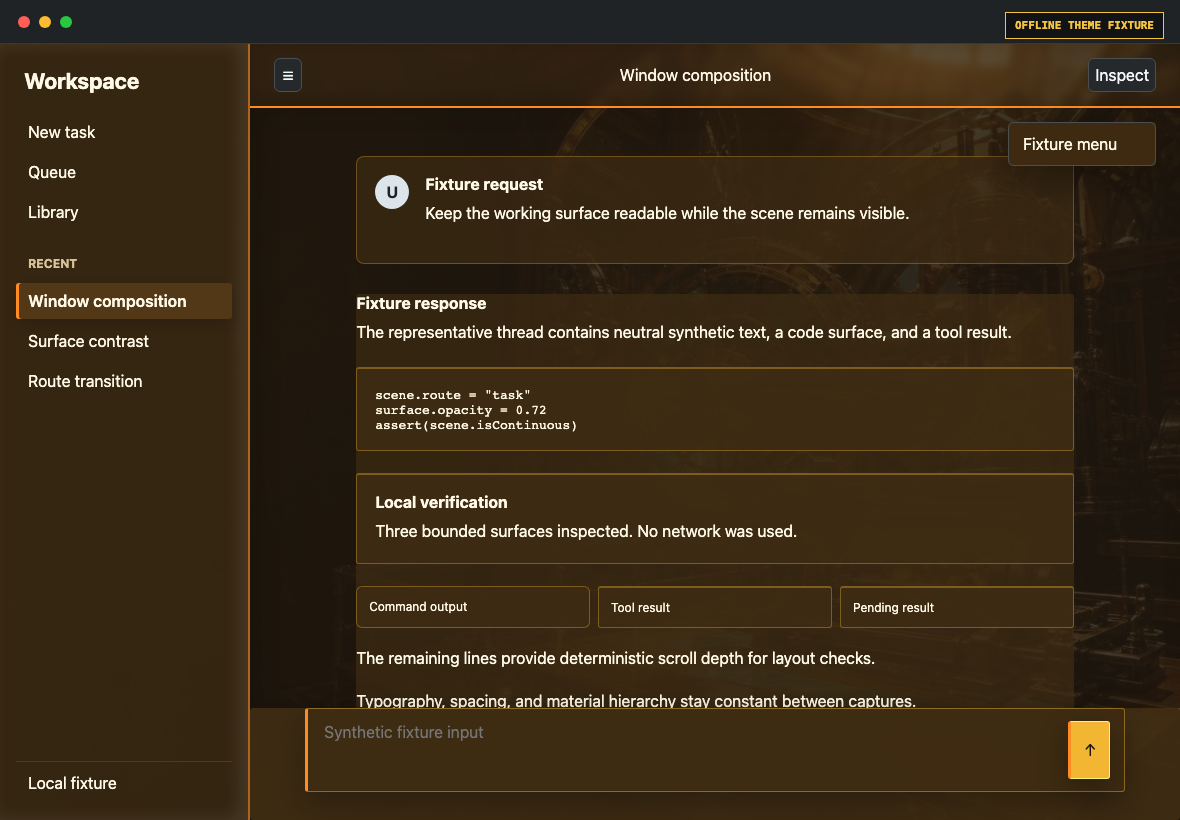 OFFLINE THEME FIXTURE
Workspace
New task
Queue
Library
RECENT
Window composition
Surface contrast
Route transition
Local fixture
Window composition
Inspect
Fixture menu
U
Fixture request
Keep the working surface readable while the scene remains visible.
Fixture response
The representative thread contains neutral synthetic text, a code surface, and a tool result.
scene.route = "task"
surface.opacity = 0.72
assert(scene.isContinuous)
Local verification
Three bounded surfaces inspected. No network was used.
Command output
Tool result
Pending result
The remaining lines provide deterministic scroll depth for layout checks.
Typography, spacing, and material hierarchy stay constant between captures.
Synthetic fixture input